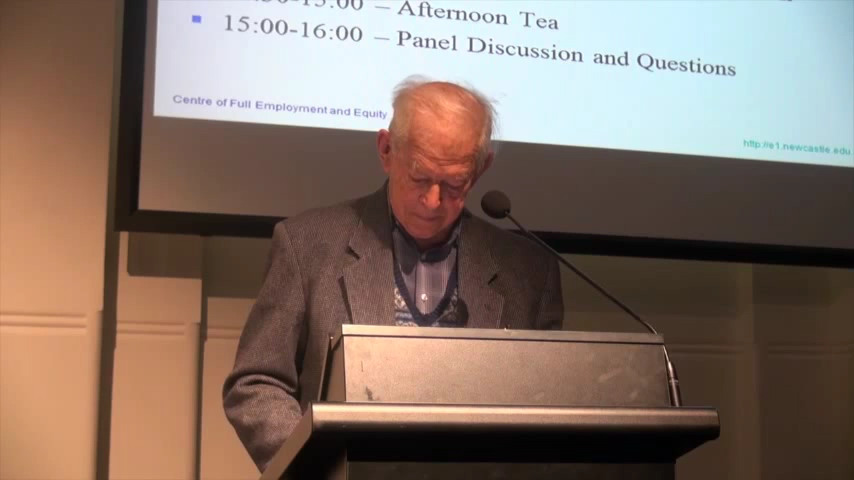 – Afternoon Tea
15:00-16:00 – Panel Discussion and Questions
Centre of Full Employment and Equity
http://e1.newcastle.edu